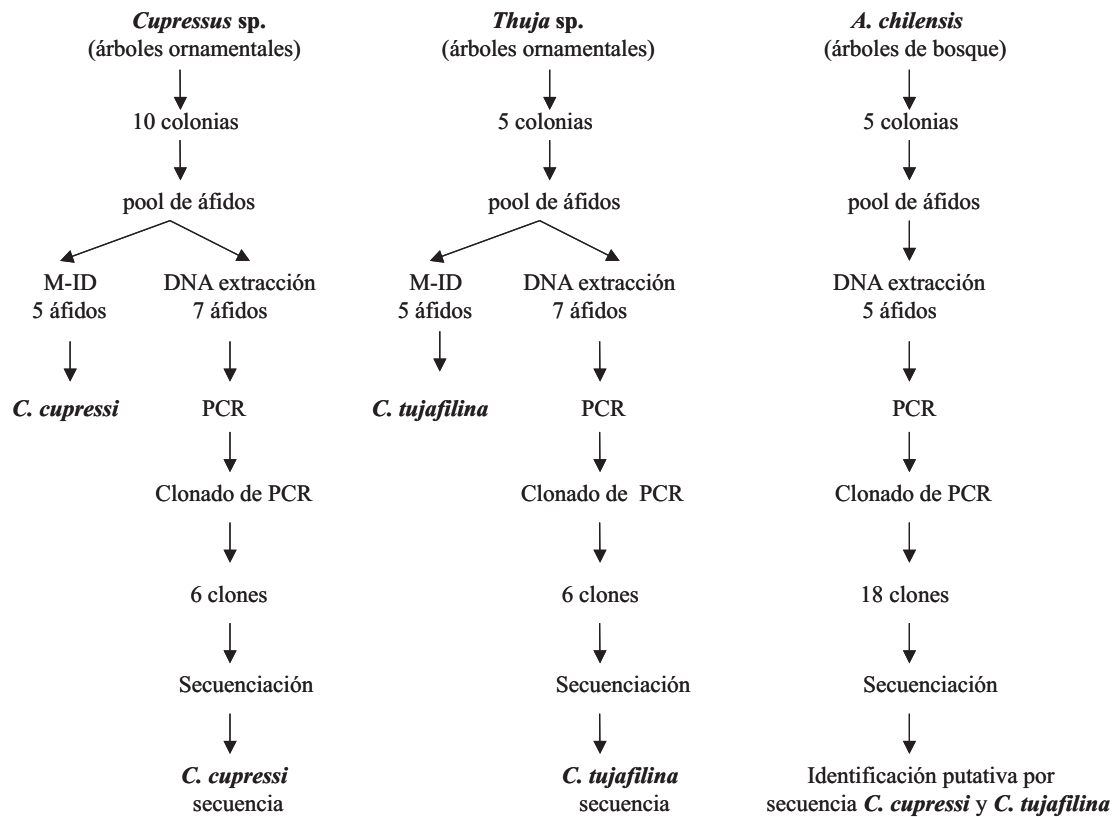 Cupressus sp.
(árboles ornamentales)
10 colonias
pool de áfidos
M-ID
5 áfidos
C. cupressi
DNA extracción
7 áfidos
PCR
Clonado de PCR
6 clones
Secuenciación
C. cupressi
secuencia
Thuja sp.
(árboles ornamentales)
5 colonias
pool de áfidos
M-ID
5 áfidos
C. tujafilina
DNA extracción
7 áfidos
PCR
Clonado de PCR
6 clones
Secuenciación
C. tujafilina
secuencia
A. chilensis
(árboles de bosque)
5 colonias
pool de áfidos
DNA extracción
5 áfidos
PCR
Clonado de PCR
18 clones
Secuenciación
Identificación putativa por
secuencia C. cupressi y C. tujafilina